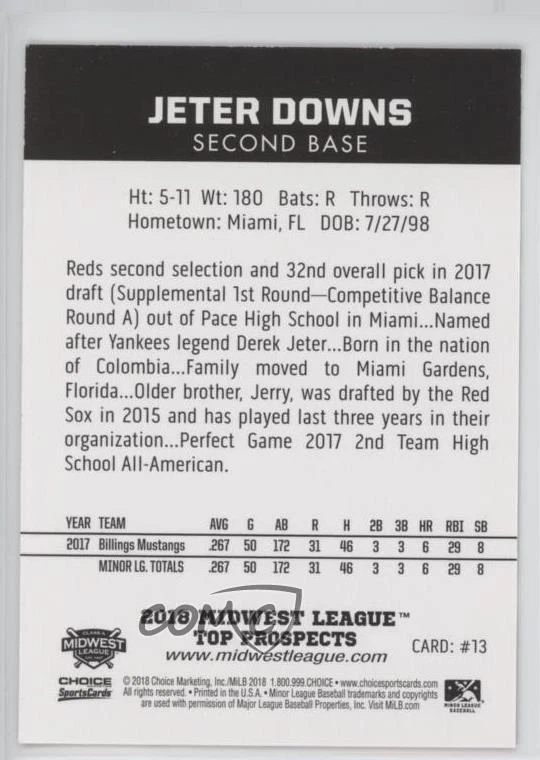 JETER DOWNS
SECOND BASE
Ht: 5-11 Wt: 180 Bats: R Throws: R
Hometown: Miami, FL DOB: 7/27/98
Reds second selection and 32nd overall pick in 2017
draft (Supplemental 1st Round—Competitive Balance
Round A) out of Pace High School in Miami...Named
after Yankees legend Derek Jeter...Born in the nation
of Colombia...Family moved to Miami Gardens,
Florida...Older brother, Jerry, was drafted by the Red
Sox in 2015 and has played last three years in their
organization...Perfect Game 2017 2nd Team High
School All-American.
YEAR TEAM AVG G AB R H 2B 3B HR RBI SB
2017 Billings Mustangs .267 50 172 31 46 3 3 6 29 8
MINOR LG. TOTALS .267 50 172 31 46 3 3 6 29 8
COMC
2018 MIDWEST LEAGUE™
TOP PROSPECTS
www.midwestleague.com
CARD: #13
CLASS A
MIDWEST
LEAGUE
CHOICE
SportsCards
© 2018 Choice Marketing, Inc./MiLB 2018 1.800.999.CHOICE • www.choicesportscards.com
All rights reserved. • Printed in the U.S.A. • Minor League Baseball trademarks and copyrights
are used with permission of Major League Baseball Properties, Inc. Visit MiLB.com
MINOR LEAGUE
BASEBALL